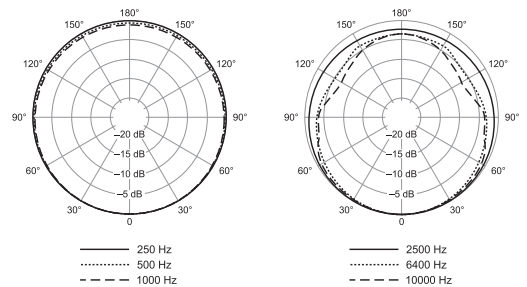 180°
150° 150°
120° 120°
90° 90°
60° 60°
30° 30°
0
–20 dB
–15 dB
–10 dB
–5 dB
250 Hz
500 Hz
1000 Hz
180°
150° 150°
120° 120°
90° 90°
60° 60°
30° 30°
0
–20 dB
–15 dB
–10 dB
–5 dB
2500 Hz
6400 Hz
10000 Hz